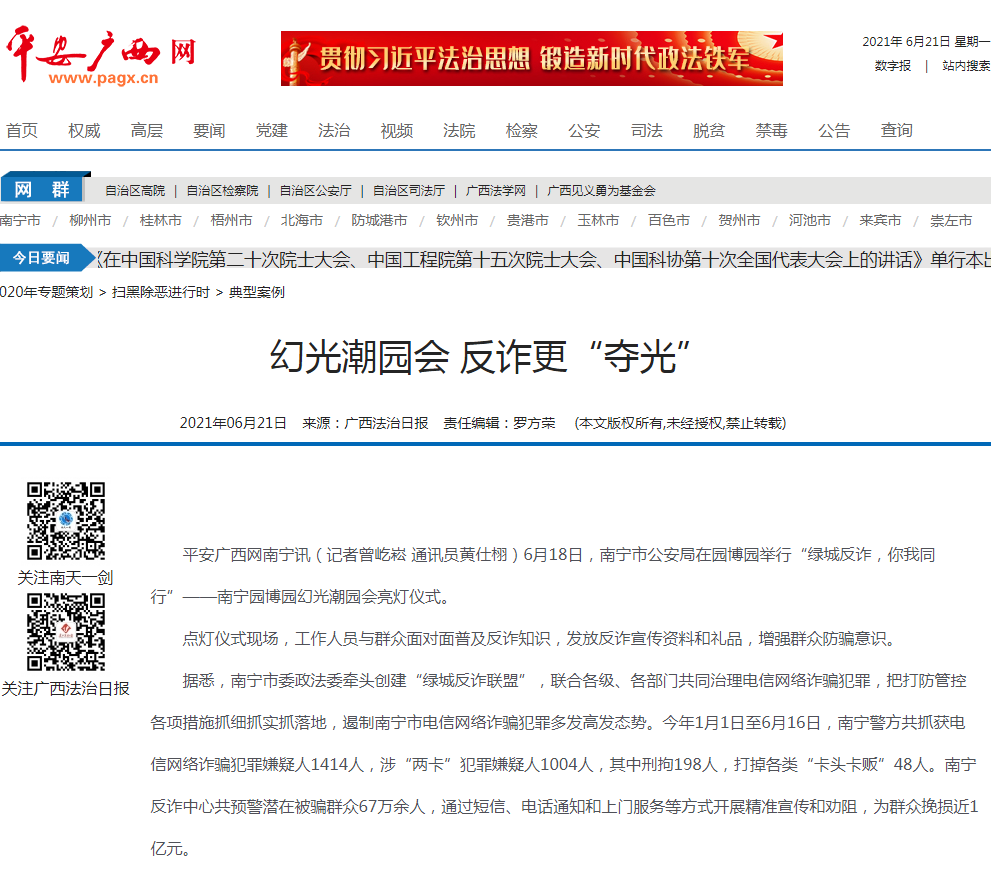 平安广西网
www.pagx.cn
贯彻习近平法治思想 锻造新时代政法铁军
2021年 6月21日 星期一
数字报 | 站内搜索
首页 权威 高层 要闻 党建 法治 视频 法院 检察 公安 司法 脱贫 禁毒 公告 查询
网 群 自治区高院 | 自治区检察院 | 自治区公安厅 | 自治区司法厅 | 广西法学网 | 广西见义勇为基金会
南宁市 / 柳州市 / 桂林市 / 梧州市 / 北海市 / 防城港市 / 钦州市 / 贵港市 / 玉林市 / 百色市 / 贺州市 / 河池市 / 来宾市 / 崇左市
今日要闻 《在中国科学院第二十次院士大会、中国工程院第十五次院士大会、中国科协第十次全国代表大会上的讲话》单行本出
020年专题策划 > 扫黑除恶进行时 > 典型案例
幻光潮园会 反诈更“夺光”
2021年06月21日 来源：广西法治日报 责任编辑：罗方荣 (本文版权所有,未经授权,禁止转载)
关注南天一剑
关注广西法治日报
平安广西网南宁讯（记者曾屹崧 通讯员黄仕栩）6月18日，南宁市公安局在园博园举行“绿城反诈，你我同
行”——南宁园博园幻光潮园会亮灯仪式。
点灯仪式现场，工作人员与群众面对面普及反诈知识，发放反诈宣传资料和礼品，增强群众防骗意识。
据悉，南宁市委政法委牵头创建“绿城反诈联盟”，联合各级、各部门共同治理电信网络诈骗犯罪，把打防管控
各项措施抓细抓实抓落地，遏制南宁市电信网络诈骗犯罪多发高发态势。今年1月1日至6月16日，南宁警方共抓获电
信网络诈骗犯罪嫌疑人1414人，涉“两卡”犯罪嫌疑人1004人，其中刑拘198人，打掉各类“卡头卡贩”48人。南宁
反诈中心共预警潜在被骗群众67万余人，通过短信、电话通知和上门服务等方式开展精准宣传和劝阻，为群众挽损近1
亿元。